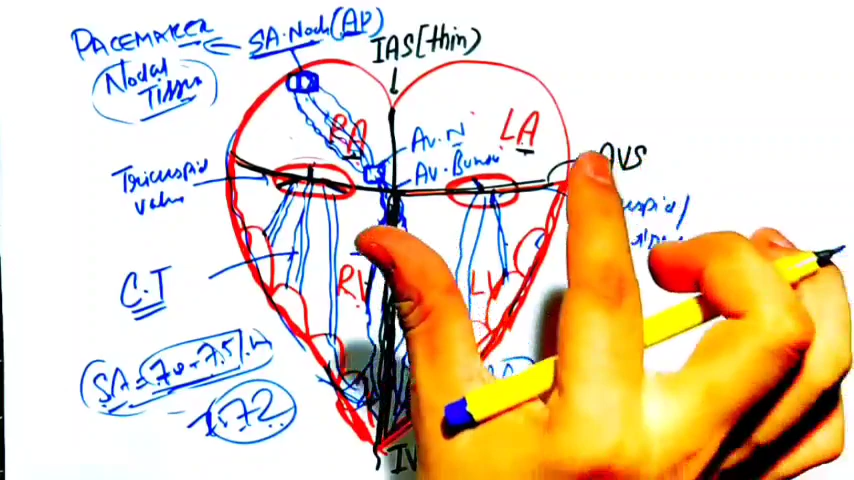 PACEMAKER
SA.Node(AP)
IAS(thin)
Nodal
Tissue
RA
LA
AV.N
AV.Bundle
AVS
Tricuspid
valve
C.T
RV
LV
SA=70-75/m
72
IV